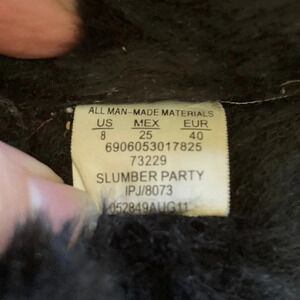 ALL MAN-MADE MATERIALS
US MEX EUR
8 25 40
6906053017825
73229
SLUMBER PARTY
IPJ/8073
052849AUG11